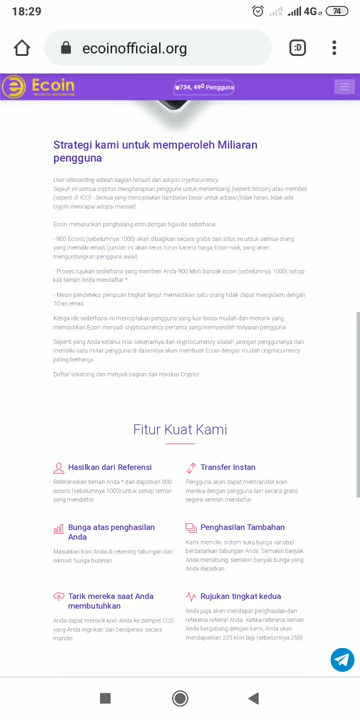 18:29
4G
74
ecoinofficial.org
:D
Ecoin
734, 490 Pengguna
Strategi kami untuk memperoleh Miliaran
pengguna
User onboarding adalah bagian tersulit dari adopsi cryptocurrency
Sejauh ini semua cryptos mengharapkan pengguna untuk menambang (seperti bitcoin) atau membeli
(seperti di ICO) - Semua yang menciptakan hambatan besar untuk adopsi (tidak heran, tidak ada
crypto mencapai adopsi massal)
Ecoin menurunkan penghalang entri dengan tiga ide sederhana:
- 900 Ecoins (sebelumnya 1000) akan dibagikan secara gratis dari situs ini untuk semua orang
yang memiliki email (jumlah ini akan terus turun karena harga Ecoin naik, yang akan
menguntungkan pengguna awal)
- Proses rujukan sederhana yang memberi Anda 900 lebih banyak ecoin (sebelumnya 1000) setiap
kali teman Anda mendaftar *
- Mesin pendeteksi penipuan tingkat lanjut memastikan satu orang tidak dapat mengklaim dengan
10-an email
Ketiga ide sederhana ini menciptakan pengguna yang luar biasa mudah dan menarik yang
memastikan Ecoin menjadi cryptocurrency pertama yang memperoleh milyaran pengguna.
Seperti yang Anda ketahui nilai sebenarnya dari cryptocurrency adalah jaringan penggunanya dan
memiliki satu miliar pengguna di dalamnya akan membuat Ecoin dengan mudah cryptocurrency
paling berharga.
Daftar sekarang dan menjadi bagian dari revolusi Crypto!
Fitur Kuat Kami
Hasilkan dari Referensi
Referensikan teman Anda * dan dapatkan 900
ecoins (sebelumnya 1000) untuk setiap teman
yang mendaftar
Transfer Instan
Pengguna akan dapat mentransfer koin
mereka dengan pengguna lain secara gratis
segera setelah mendaftar
Bunga atas penghasilan
Anda
Masukkan koin Anda di rekening tabungan dan
nikmati bunga bulanan
Penghasilan Tambahan
Kami memiliki sistem suku bunga variabel
berdasarkan tabungan Anda. Semakin banyak
Anda menabung, semakin banyak bunga yang
Anda dapatkan
Tarik mereka saat Anda
membutuhkan
Anda dapat menarik koin Anda ke dompet EOS
yang Anda inginkan dan beroperasi secara
mandiri
Rujukan tingkat kedua
Anda juga akan mendapat penghasilan dari
referensi referral Anda. Ketika referensi teman
Anda bergabung dengan kami, Anda akan
mendapatkan 225 koin lagi (sebelumnya 250)